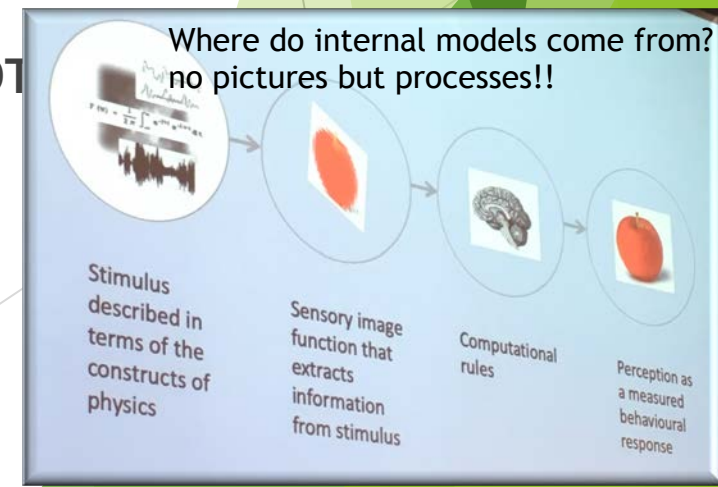 Where do internal models come from?
no pictures but processes!!
Stimulus
described in
terms of the
constructs of
physics
Sensory image
function that
extracts
information
from stimulus
Computational
rules
Perception as
a measured
behavioural
response